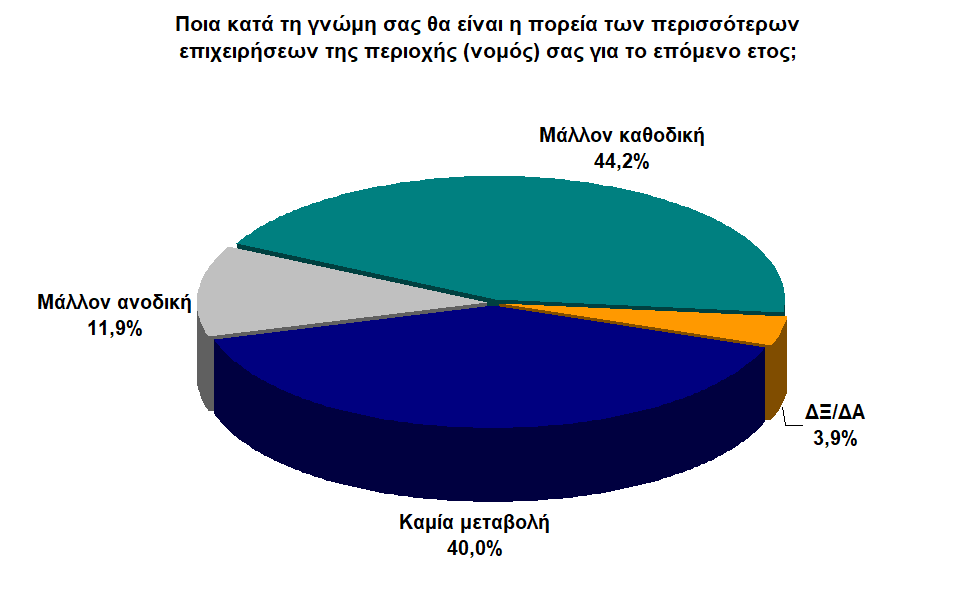 Ποια κατά τη γνώμη σας θα είναι η πορεία των περισσότερων
επιχειρήσεων της περιοχής (νομός) σας για το επόμενο ετος;
Μάλλον καθοδική
44,2%
Μάλλον ανοδική
11,9%
ΔΞ/ΔΑ
3,9%
Καμία μεταβολή
40,0%